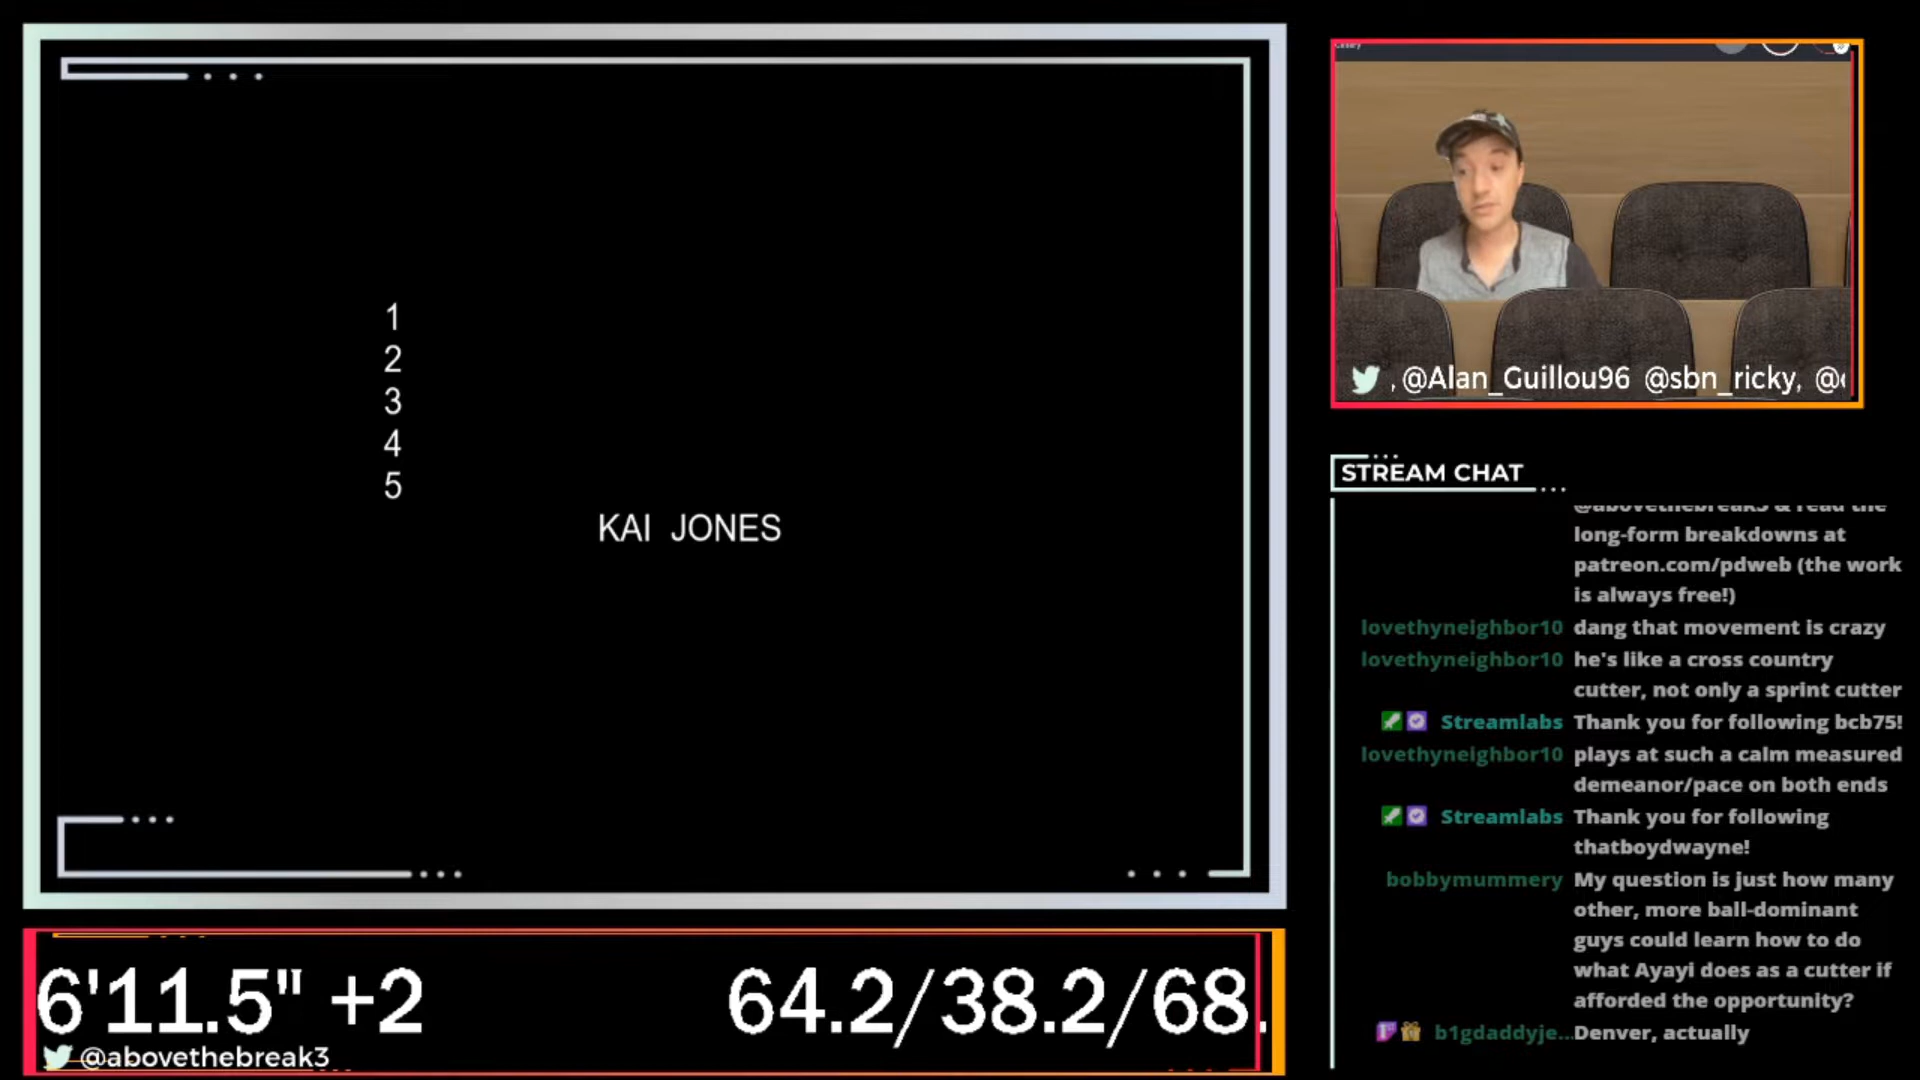 1
2
3
4
5
KAI JONES
6'11.5" +2
64.2/38.2/68.
@abovethebreak3
, @Alan_Guillou96 @sbn_ricky, @
STREAM CHAT
@abovethebreak3 & read the
long-form breakdowns at
patreon.com/pdweb (the work
is always free!)
lovethyneighbor10 dang that movement is crazy
lovethyneighbor10 he's like a cross country
cutter, not only a sprint cutter
Streamlabs Thank you for following bcb75!
lovethyneighbor10 plays at such a calm measured
demeanor/pace on both ends
Streamlabs Thank you for following
thatboydwayne!
bobbymummery My question is just how many
other, more ball-dominant
guys could learn how to do
what Ayayi does as a cutter if
afforded the opportunity?
b1gdaddyje... Denver, actually